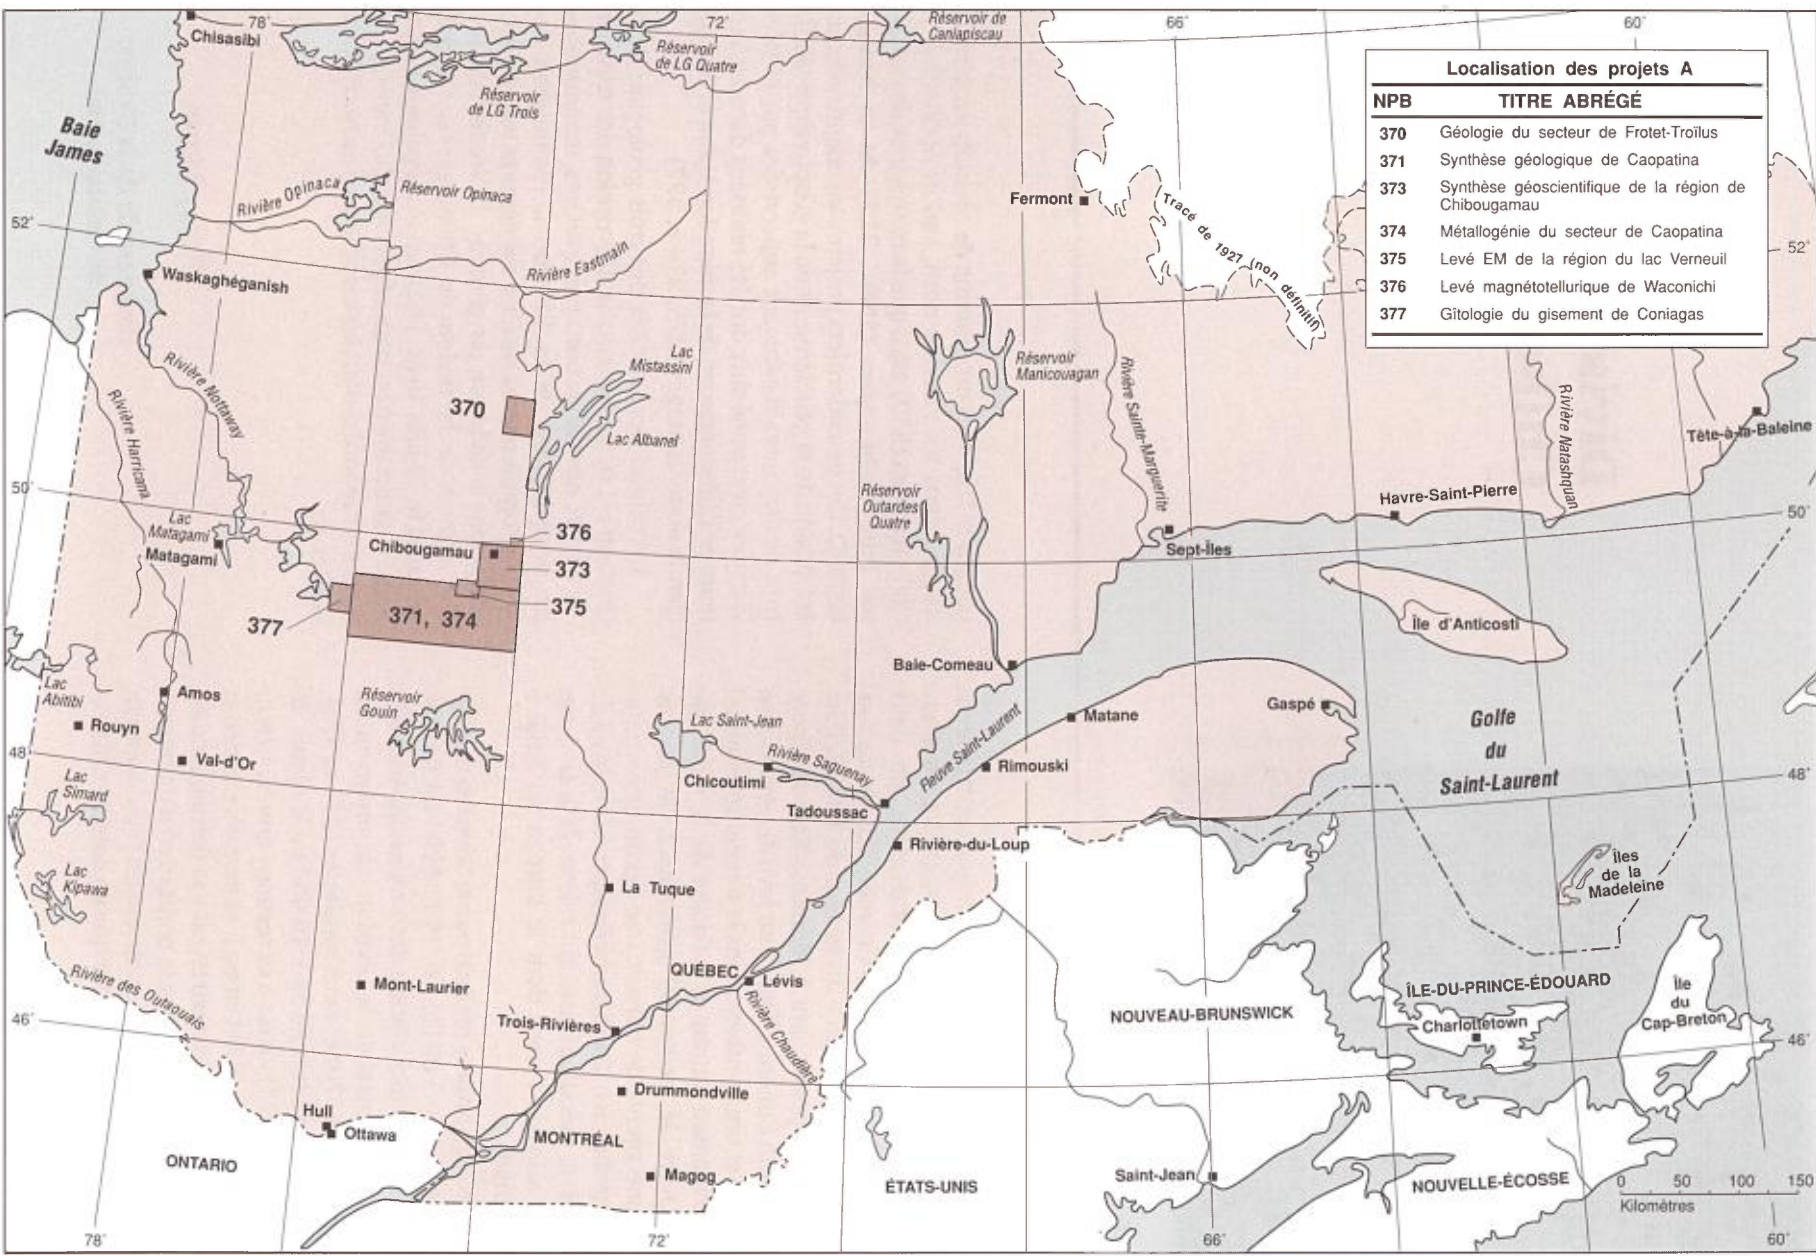 78°
72°
66°
60°
Chisasibi
Réservoir
de LG Quatre
Réservoir de
Caniapiscau
Réservoir
de LG Trois
Baie
James
Localisation des projets A
NPB TITRE ABRÉGÉ
370 Géologie du secteur de Frotet-Troïlus
371 Synthèse géologique de Caopatina
373 Synthèse géoscientifique de la région de
Chibougamau
374 Métallogénie du secteur de Caopatina
375 Levé EM de la région du lac Verneuil
376 Levé magnétotellurique de Waconichi
377 Gîtologie du gisement de Coniagas
Rivière Opinaca
Réservoir Opinaca
Fermont
Tracé de 1927 (non définitif)
52°
52°
Rivière Eastmain
Waskaghéganish
Rivière Nottaway
Rivière Harricana
Lac
Mistassini
Lac Albanel
370
Réservoir
Manicouagan
Rivière Sainte-Marguerite
Rivière Natashquan
Tête-à-la-Baleine
50°
50°
Lac
Matagami
Matagami
Chibougamau
376
373
375
371, 374
377
Réservoir
Outardes
Quatre
Havre-Saint-Pierre
Sept-Îles
Île d'Anticosti
Baie-Comeau
Lac
Abitibi
Amos
Rouyn
Val-d'Or
Réservoir
Gouin
Lac Saint-Jean
Rivière Saguenay
Chicoutimi
Tadoussac
Fleuve Saint-Laurent
Matane
Rimouski
Gaspé
Golfe
du
Saint-Laurent
48°
48°
Lac
Simard
Lac
Kipawa
Rivière-du-Loup
La Tuque
Îles
de la
Madeleine
Rivière des Outaouais
Mont-Laurier
QUÉBEC
Lévis
Trois-Rivières
Rivière Chaudière
NOUVEAU-BRUNSWICK
ÎLE-DU-PRINCE-ÉDOUARD
Charlottetown
Île
du
Cap-Breton
46°
46°
Drummondville
Hull
Ottawa
MONTRÉAL
ONTARIO
Magog
ÉTATS-UNIS
Saint-Jean
NOUVELLE-ÉCOSSE
0 50 100 150
Kilomètres
78°
72°
66°
60°